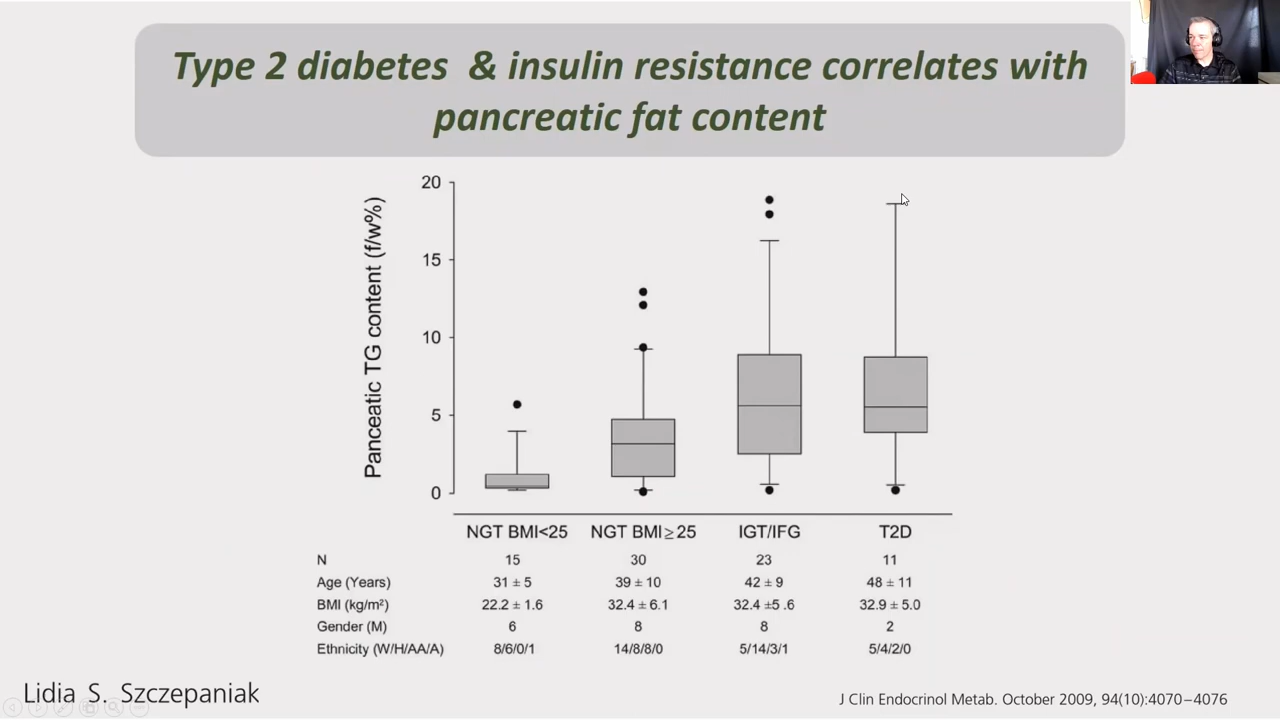 Type 2 diabetes & insulin resistance correlates with
pancreatic fat content
Panceatic TG content (f/w%)
20
15
10
5
0
NGT BMI<25 NGT BMI≥25 IGT/IFG T2D
N 15 30 23 11
Age (Years) 31 ± 5 39 ± 10 42 ± 9 48 ± 11
BMI (kg/m²) 22.2 ± 1.6 32.4 ± 6.1 32.4 ±5 .6 32.9 ± 5.0
Gender (M) 6 8 8 2
Ethnicity (W/H/AA/A) 8/6/0/1 14/8/8/0 5/14/3/1 5/4/2/0
Lidia S. Szczepaniak
J Clin Endocrinol Metab. October 2009, 94(10):4070–4076